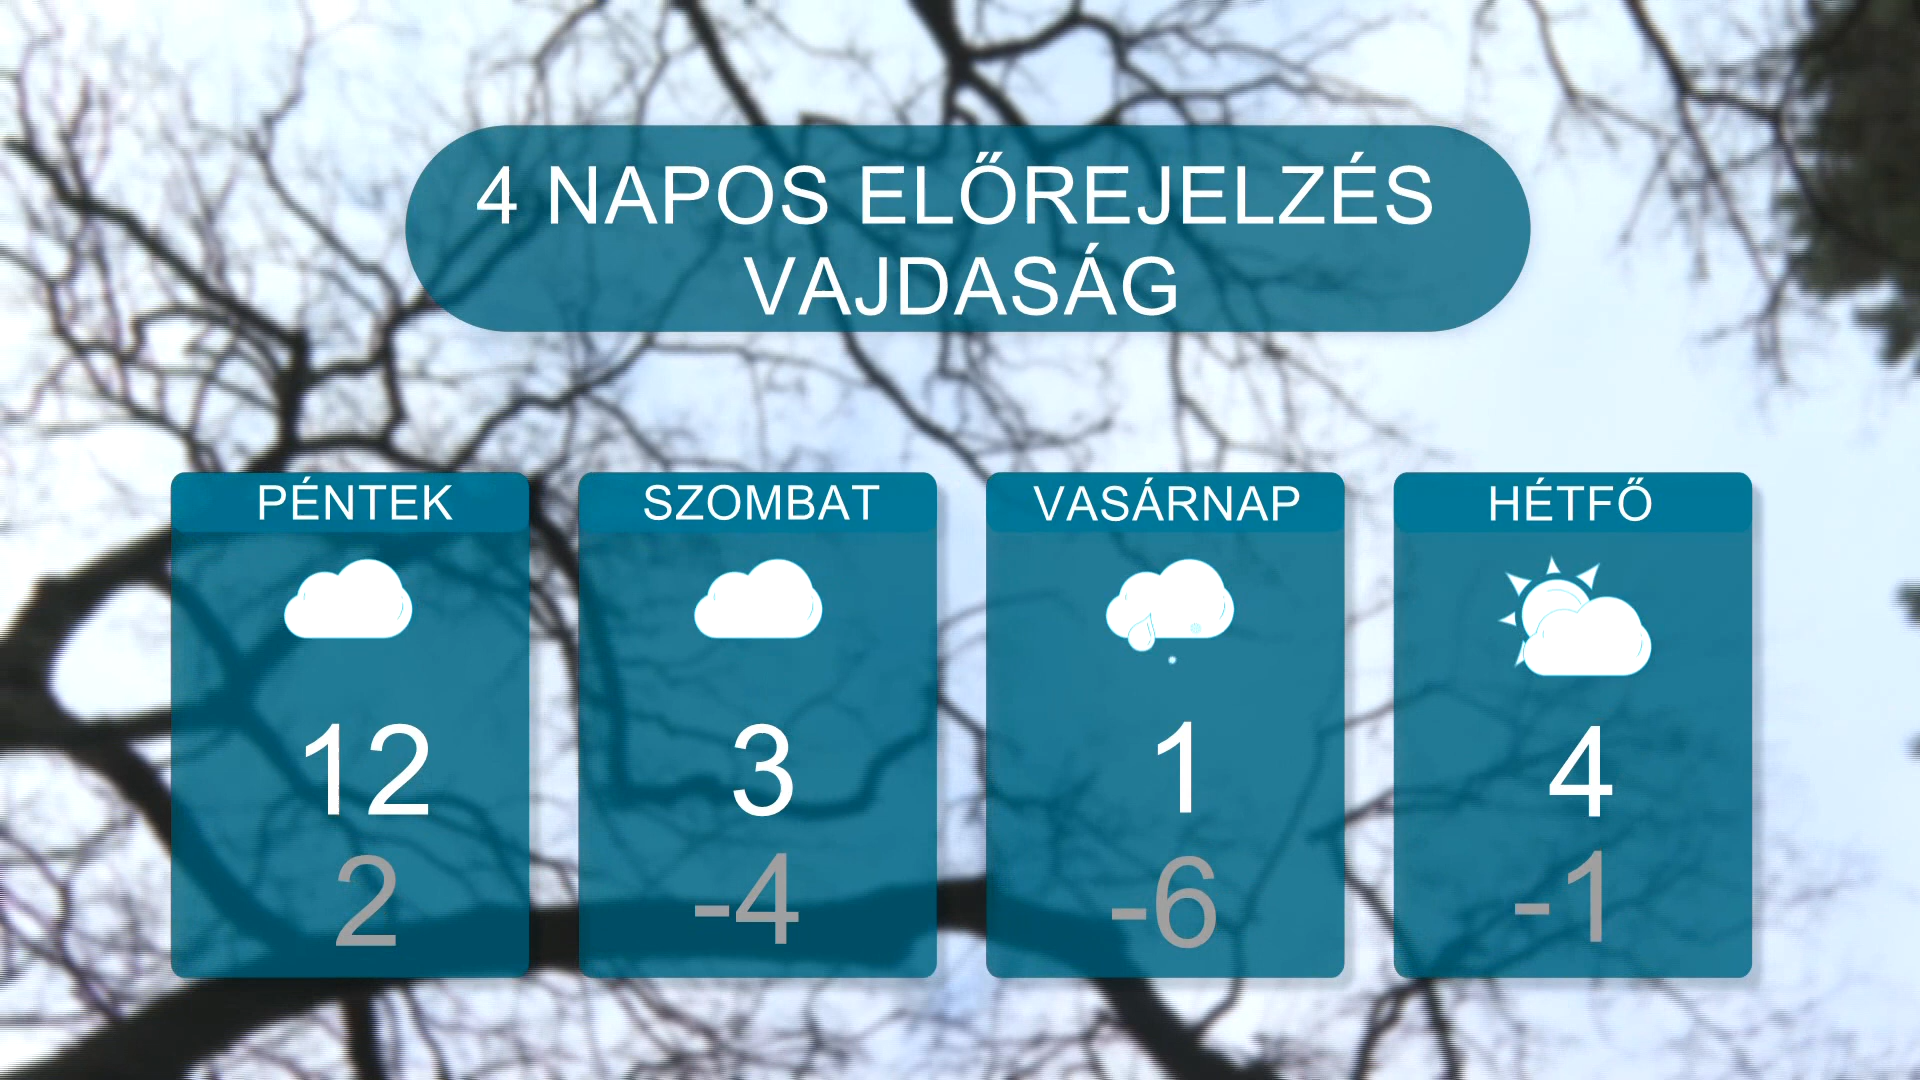 4 NAPOS ELŐREJELZÉS
VAJDASÁG
PÉNTEK
12
2
SZOMBAT
3
-4
VASÁRNAP
1
-6
HÉTFŐ
4
-1